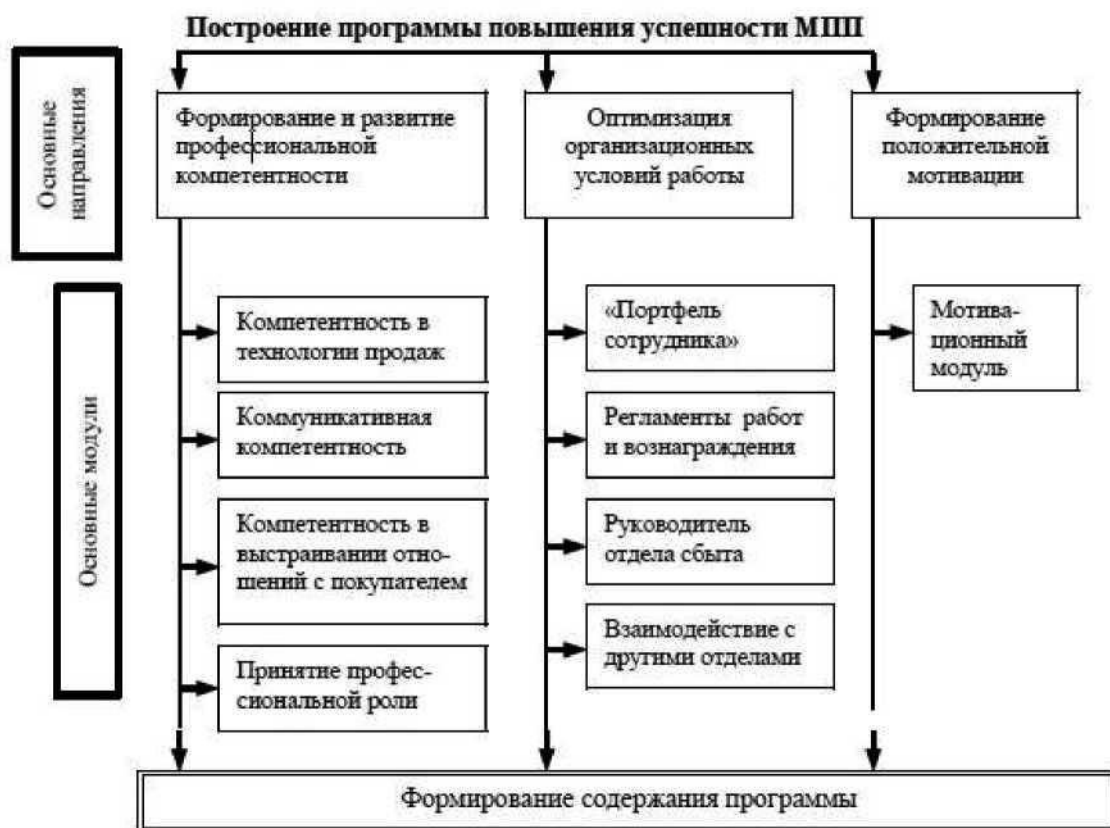 Построение программы повышения успешности МПП
Основные
направления
Формирование и развитие
профессиональной
компетентности
Оптимизация
организационных
условий работы
Формирование
положительной
мотивации
Основные модули
Компетентность в
технологии продаж
Коммуникативная
компетентность
Компетентность в
выстраивании отно-
шений с покупателем
Принятие профес-
сиональной роли
«Портфель
сотрудника»
Регламенты работ
и вознаграждения
Руководитель
отдела сбыта
Взаимодействие с
другими отделами
Мотива-
ционный
модуль
Формирование содержания программы